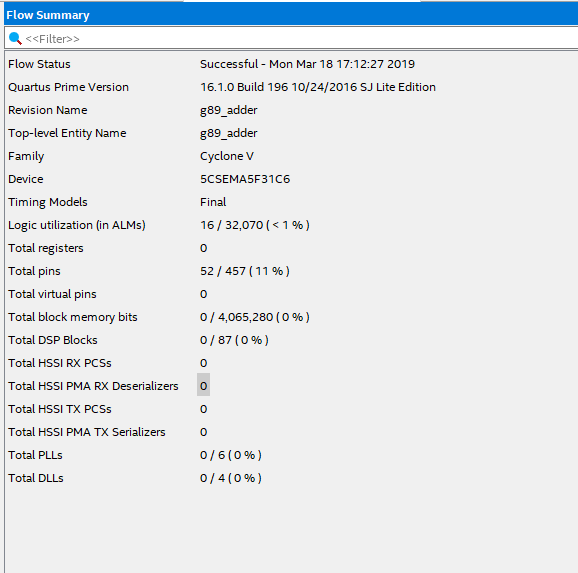 Flow Summary
<<Filter>>
Flow Status Successful - Mon Mar 18 17:12:27 2019
Quartus Prime Version 16.1.0 Build 196 10/24/2016 SJ Lite Edition
Revision Name g89_adder
Top-level Entity Name g89_adder
Family Cyclone V
Device 5CSEMA5F31C6
Timing Models Final
Logic utilization (in ALMs) 16 / 32,070 ( < 1 % )
Total registers 0
Total pins 52 / 457 ( 11 % )
Total virtual pins 0
Total block memory bits 0 / 4,065,280 ( 0 % )
Total DSP Blocks 0 / 87 ( 0 % )
Total HSSI RX PCSs 0
Total HSSI PMA RX Deserializers 0
Total HSSI TX PCSs 0
Total HSSI PMA TX Serializers 0
Total PLLs 0 / 6 ( 0 % )
Total DLLs 0 / 4 ( 0 % )